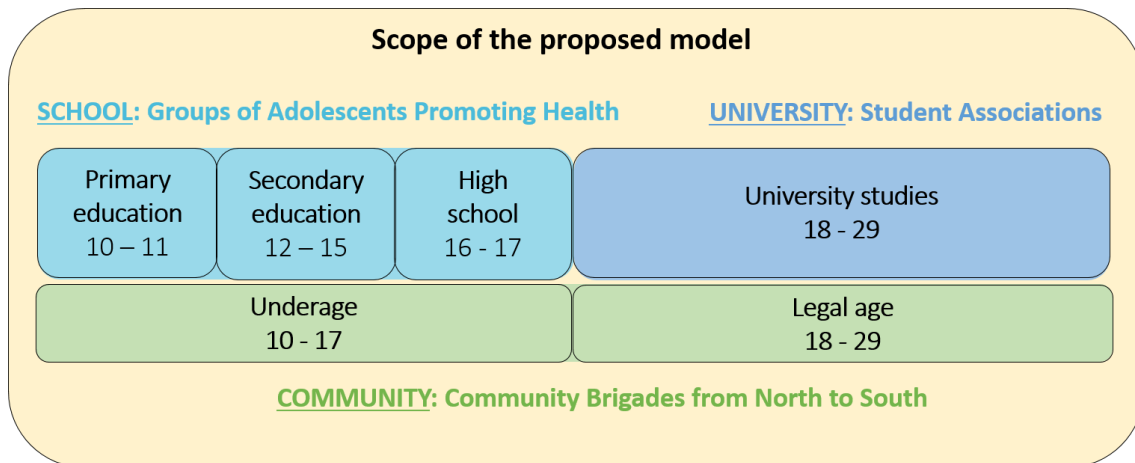 Scope of the proposed model
SCHOOL: Groups of Adolescents Promoting Health
UNIVERSITY: Student Associations
Primary
education
10 – 11
Secondary
education
12 – 15
High
school
16 - 17
University studies
18 - 29
Underage
10 - 17
Legal age
18 - 29
COMMUNITY: Community Brigades from North to South